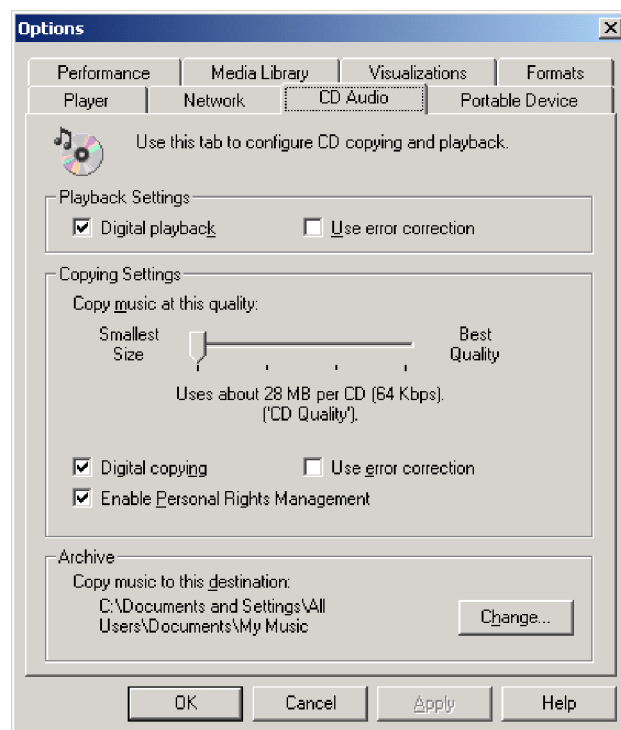 Options
Performance Media Library Visualizations Formats
Player Network CD Audio Portable Device
Use this tab to configure CD copying and playback.
Playback Settings
Digital playback Use error correction
Copying Settings
Copy music at this quality:
Smallest Size Best Quality
Uses about 28 MB per CD (64 Kbps).
('CD Quality').
Digital copying Use error correction
Enable Personal Rights Management
Archive
Copy music to this destination:
C:\Documents and Settings\All
Users\Documents\My Music
Change...
OK Cancel Apply Help